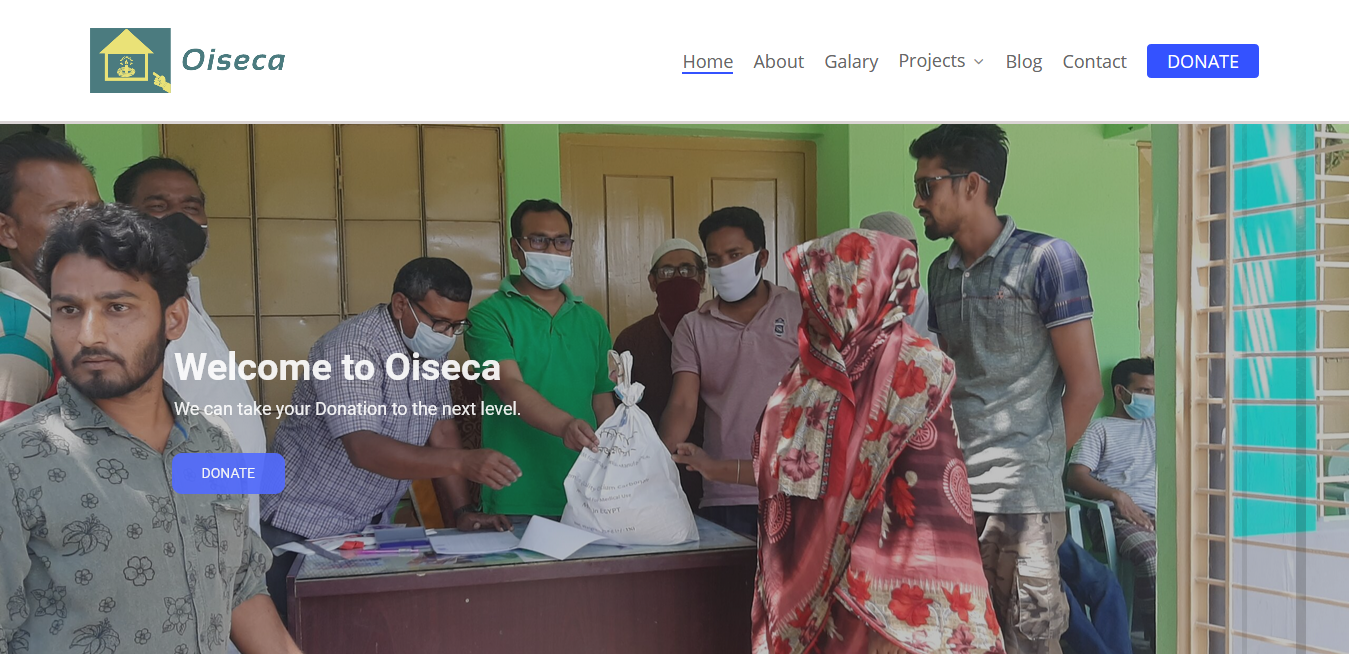 Oiseca
Home About Galary Projects Blog Contact DONATE
Welcome to Oiseca
We can take your Donation to the next level.
DONATE